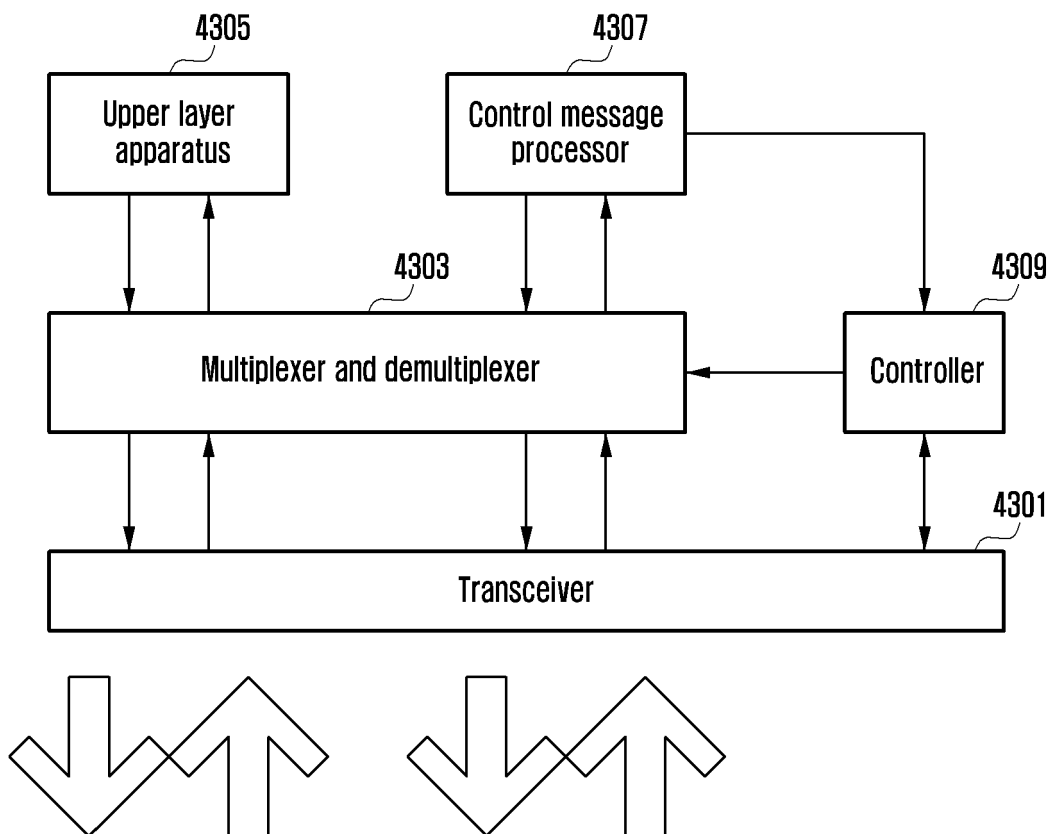 4305
4307
Upper layer
apparatus
Control message
processor
4303
4309
Multiplexer and demultiplexer
Controller
4301
Transceiver